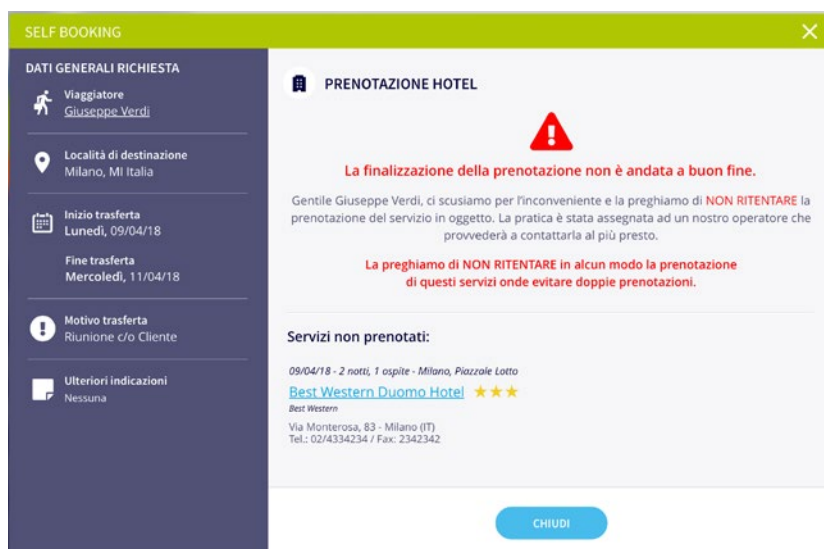 SELF BOOKING
DATI GENERALI RICHIESTA
Viaggiatore
Giuseppe Verdi
Località di destinazione
Milano, MI Italia
Inizio trasferta
Lunedì, 09/04/18
Fine trasferta
Mercoledì, 11/04/18
Motivo trasferta
Riunione c/o Cliente
Ulteriori indicazioni
Nessuna
PRENOTAZIONE HOTEL
La finalizzazione della prenotazione non è andata a buon fine.
Gentile Giuseppe Verdi, ci scusiamo per l'inconveniente e la preghiamo di NON RITENTARE la
prenotazione del servizio in oggetto. La pratica è stata assegnata ad un nostro operatore che
provvederà a contattarla al più presto.
La preghiamo di NON RITENTARE in alcun modo la prenotazione
di questi servizi onde evitare doppie prenotazioni.
Servizi non prenotati:
09/04/18 - 2 notti, 1 ospite - Milano, Piazzale Lotto
Best Western Duomo Hotel
Best Western
Via Monterosa, 83 - Milano (IT)
Tel.: 02/4334234 / Fax: 2342342
CHIUDI